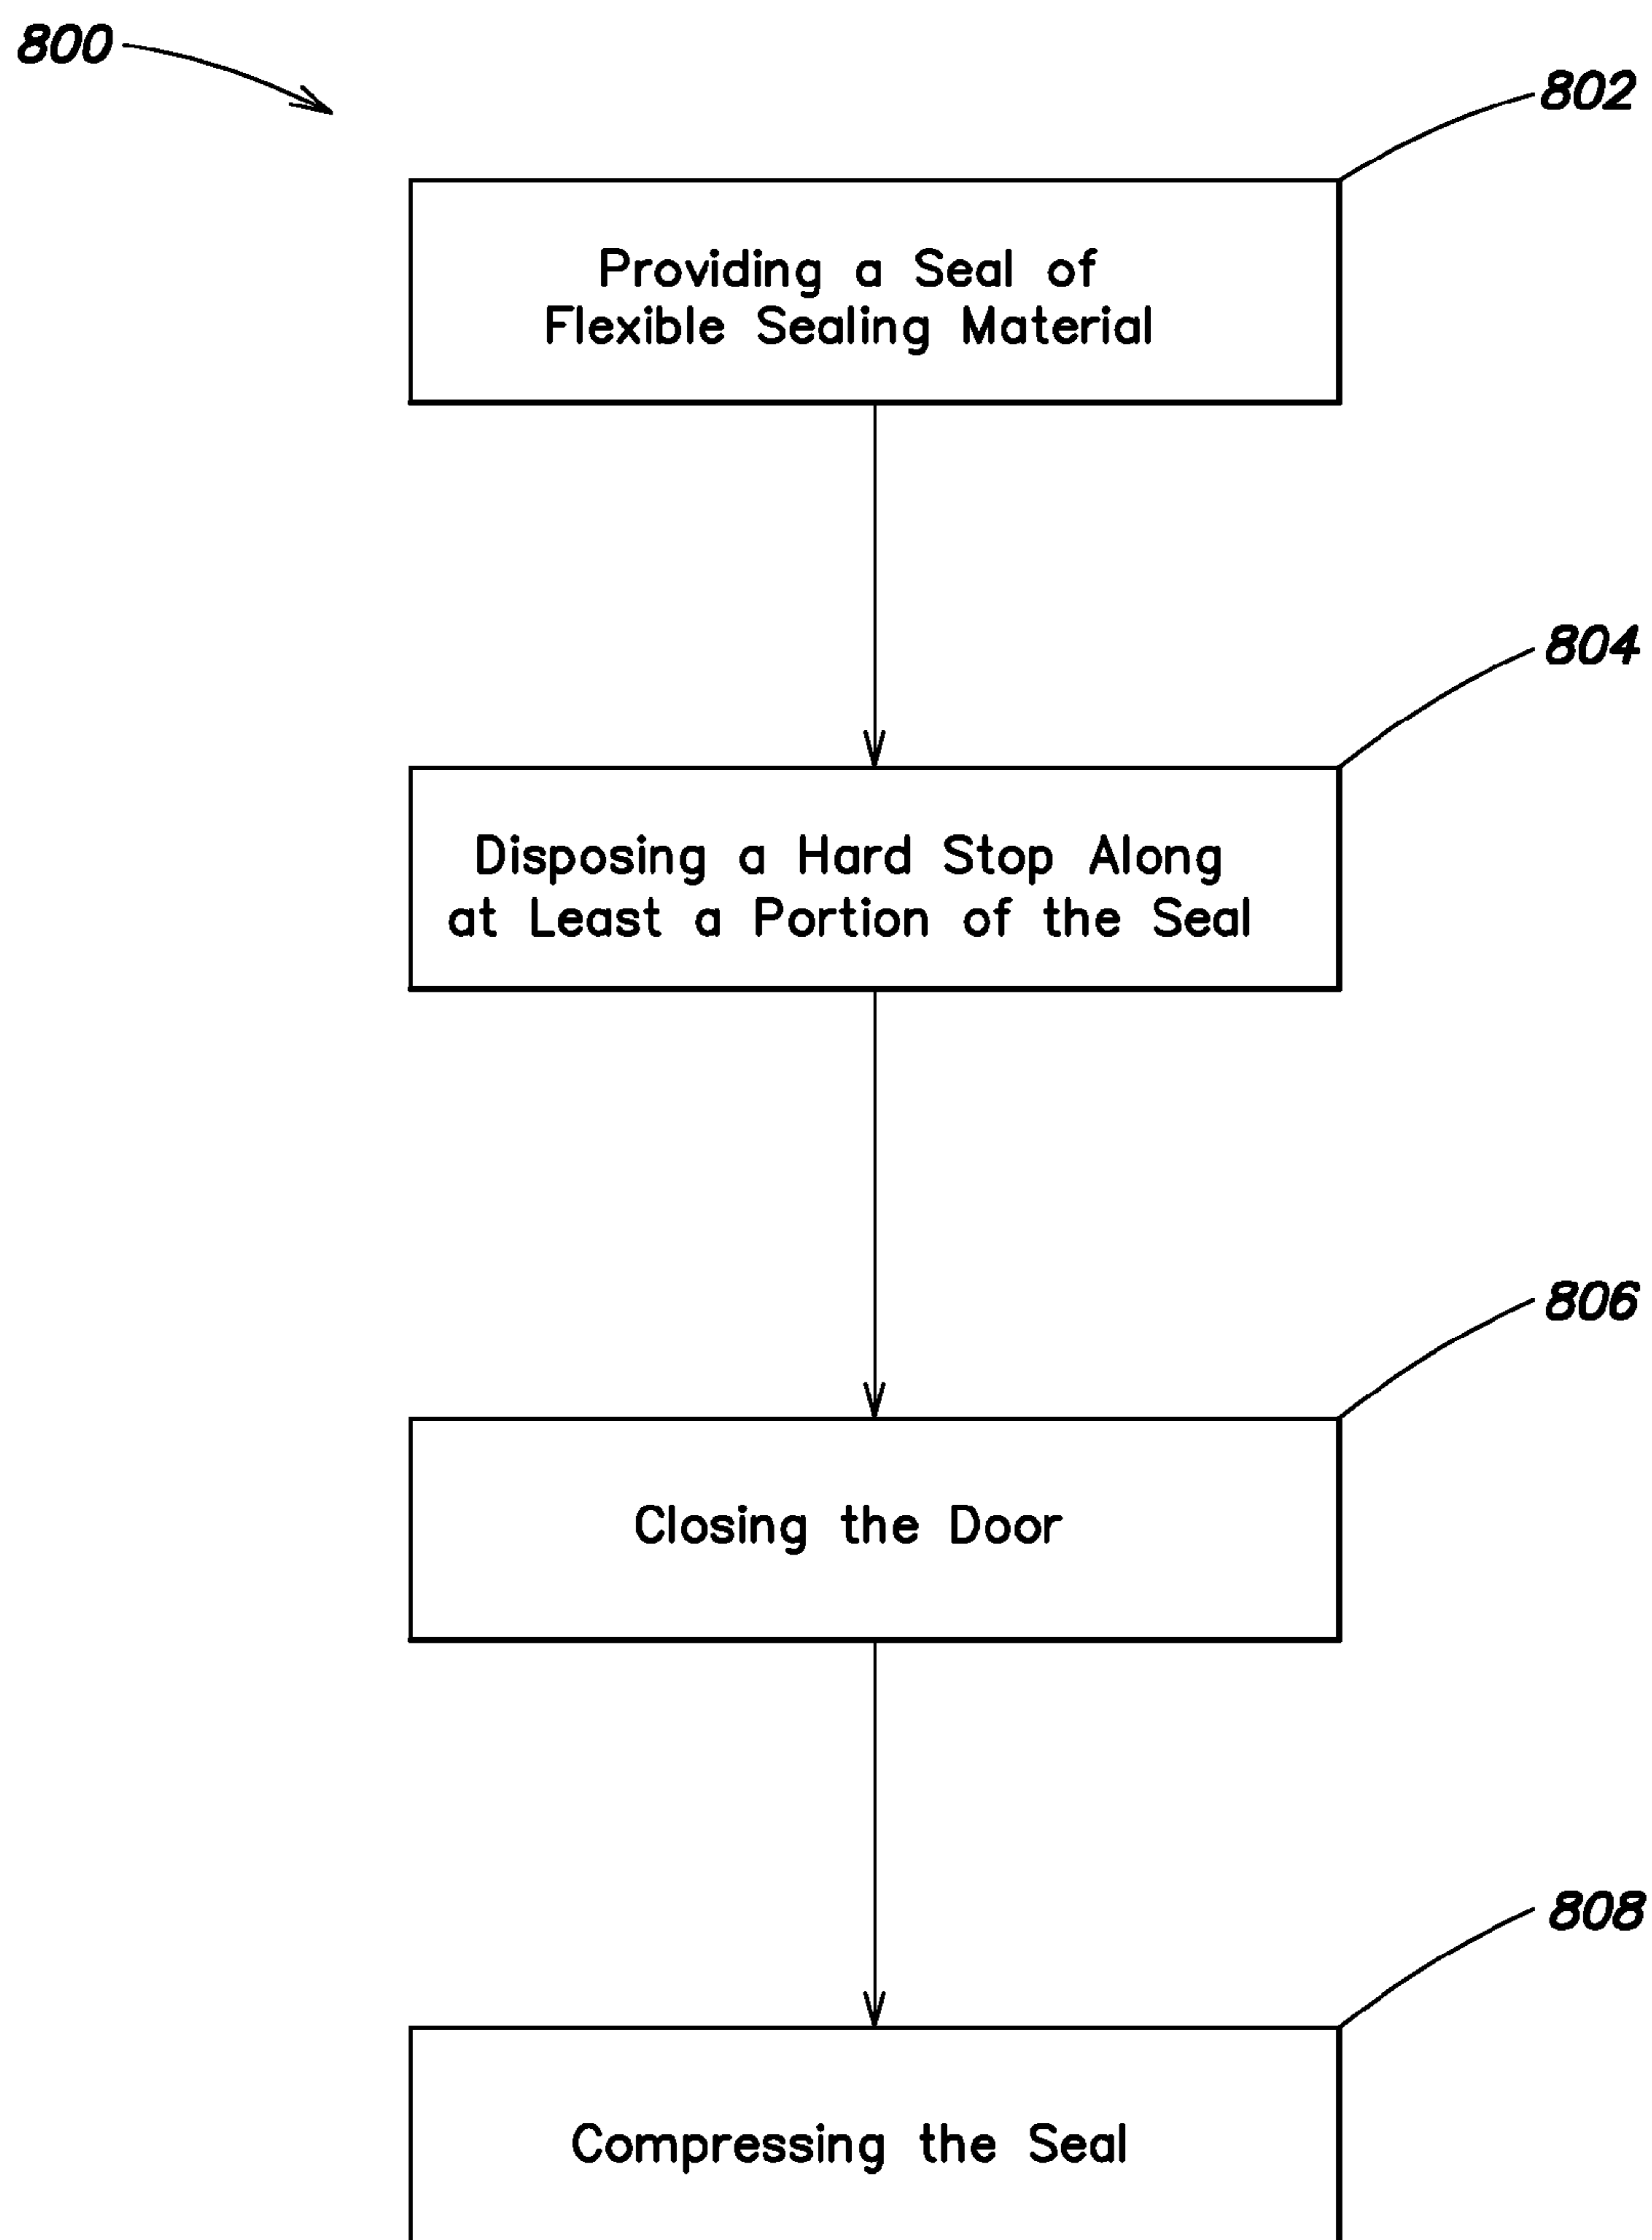 800
802
Providing a Seal of
Flexible Sealing Material
804
Disposing a Hard Stop Along
at Least a Portion of the Seal
806
Closing the Door
808
Compressing the Seal